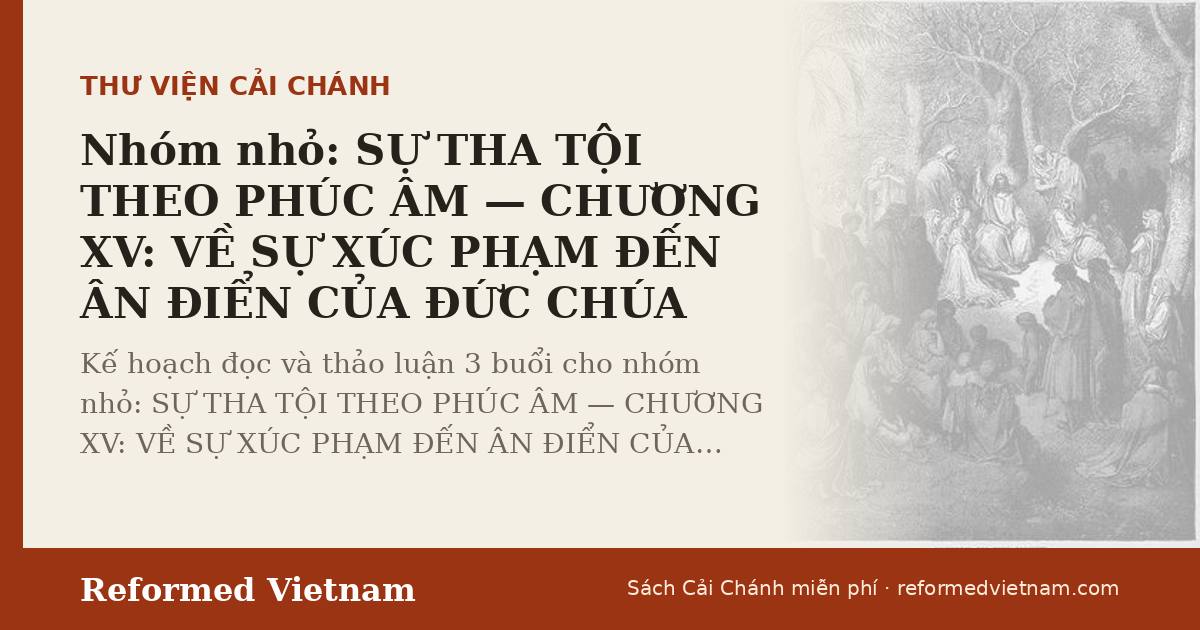 THƯ VIỆN CẢI CHÁNH
Nhóm nhỏ: SỰ THA TỘI
THEO PHÚC ÂM — CHƯƠNG
XV: VỀ SỰ XÚC PHẠM ĐẾN
ÂN ĐIỂN CỦA ĐỨC CHÚA
Kế hoạch đọc và thảo luận 3 buổi cho nhóm
nhỏ: SỰ THA TỘI THEO PHÚC ÂM — CHƯƠNG
XV: VỀ SỰ XÚC PHẠM ĐẾN ÂN ĐIỂN CỦA...
Reformed Vietnam
Sách Cải Chánh miễn phí · reformedvietnam.com